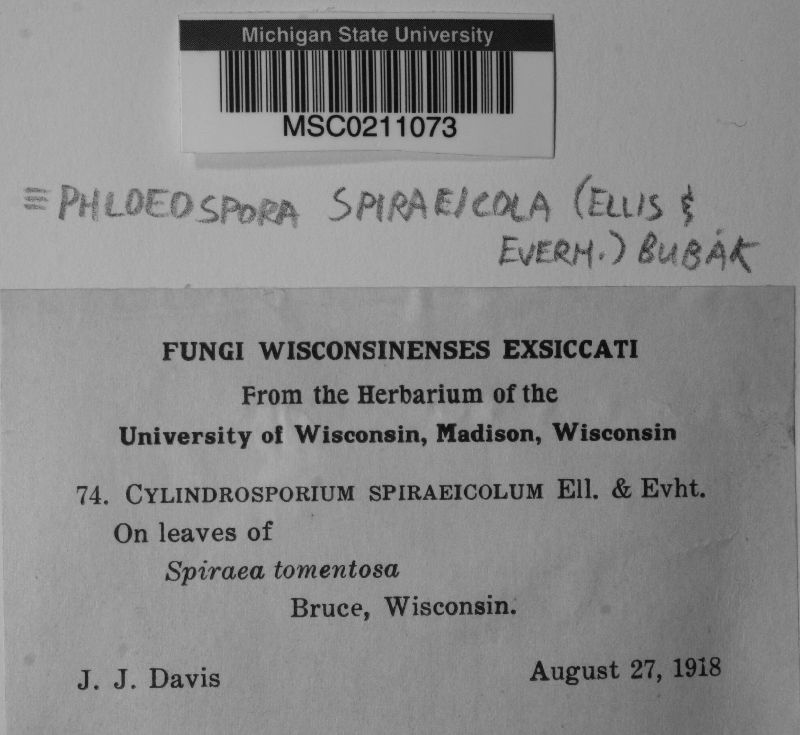 Michigan State University
MSC0211073
≡ PHLOEOSPORA SPIRAEICOLA (ELLIS &
EVERH.) BUBÁK
FUNGI WISCONSINENSES EXSICCATI
From the Herbarium of the
University of Wisconsin, Madison, Wisconsin
74. CYLINDROSPORIUM SPIRAEICOLUM Ell. & Evht.
On leaves of
Spiraea tomentosa
Bruce, Wisconsin.
J. J. Davis
August 27, 1918